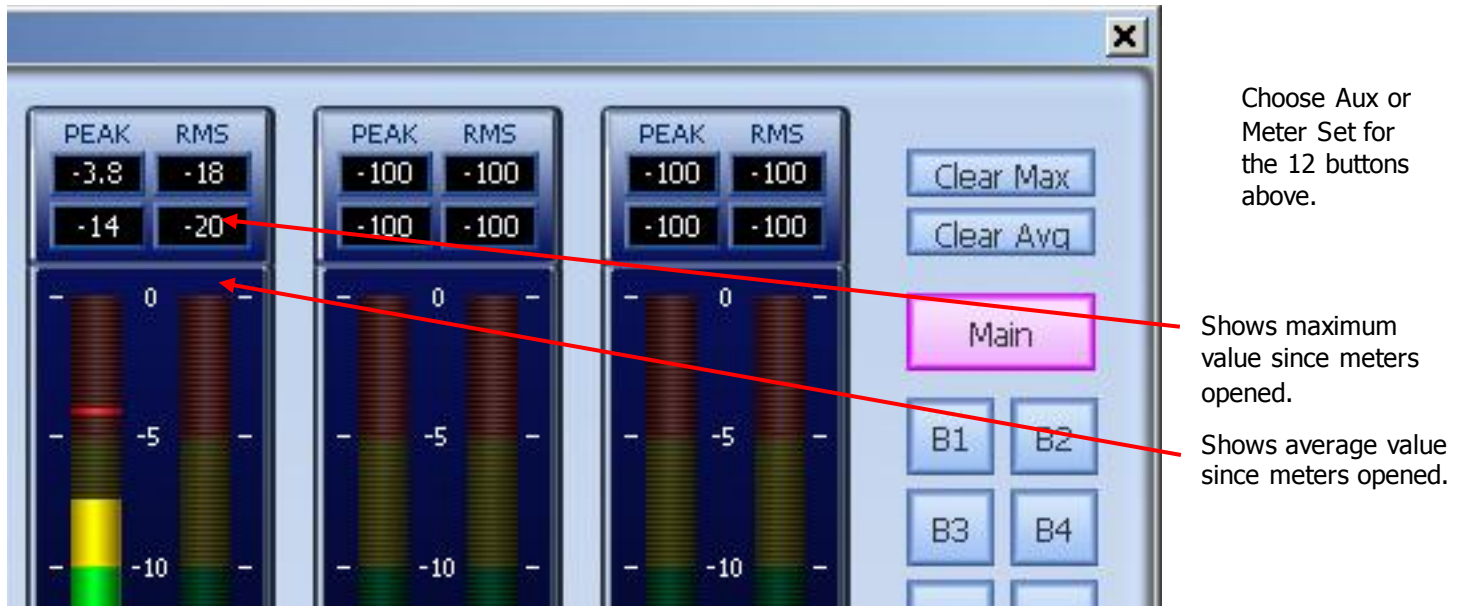 PEAK RMS PEAK RMS PEAK RMS
-3.8 -18 -100 -100 -100 -100
-14 -20 -100 -100 -100 -100
0 0 0
-5 -5 -5
-10 -10 -10
Clear Max
Clear Avg
Main
B1 B2
B3 B4
Choose Aux or
Meter Set for
the 12 buttons
above.
Shows maximum
value since meters
opened.
Shows average value
since meters opened.